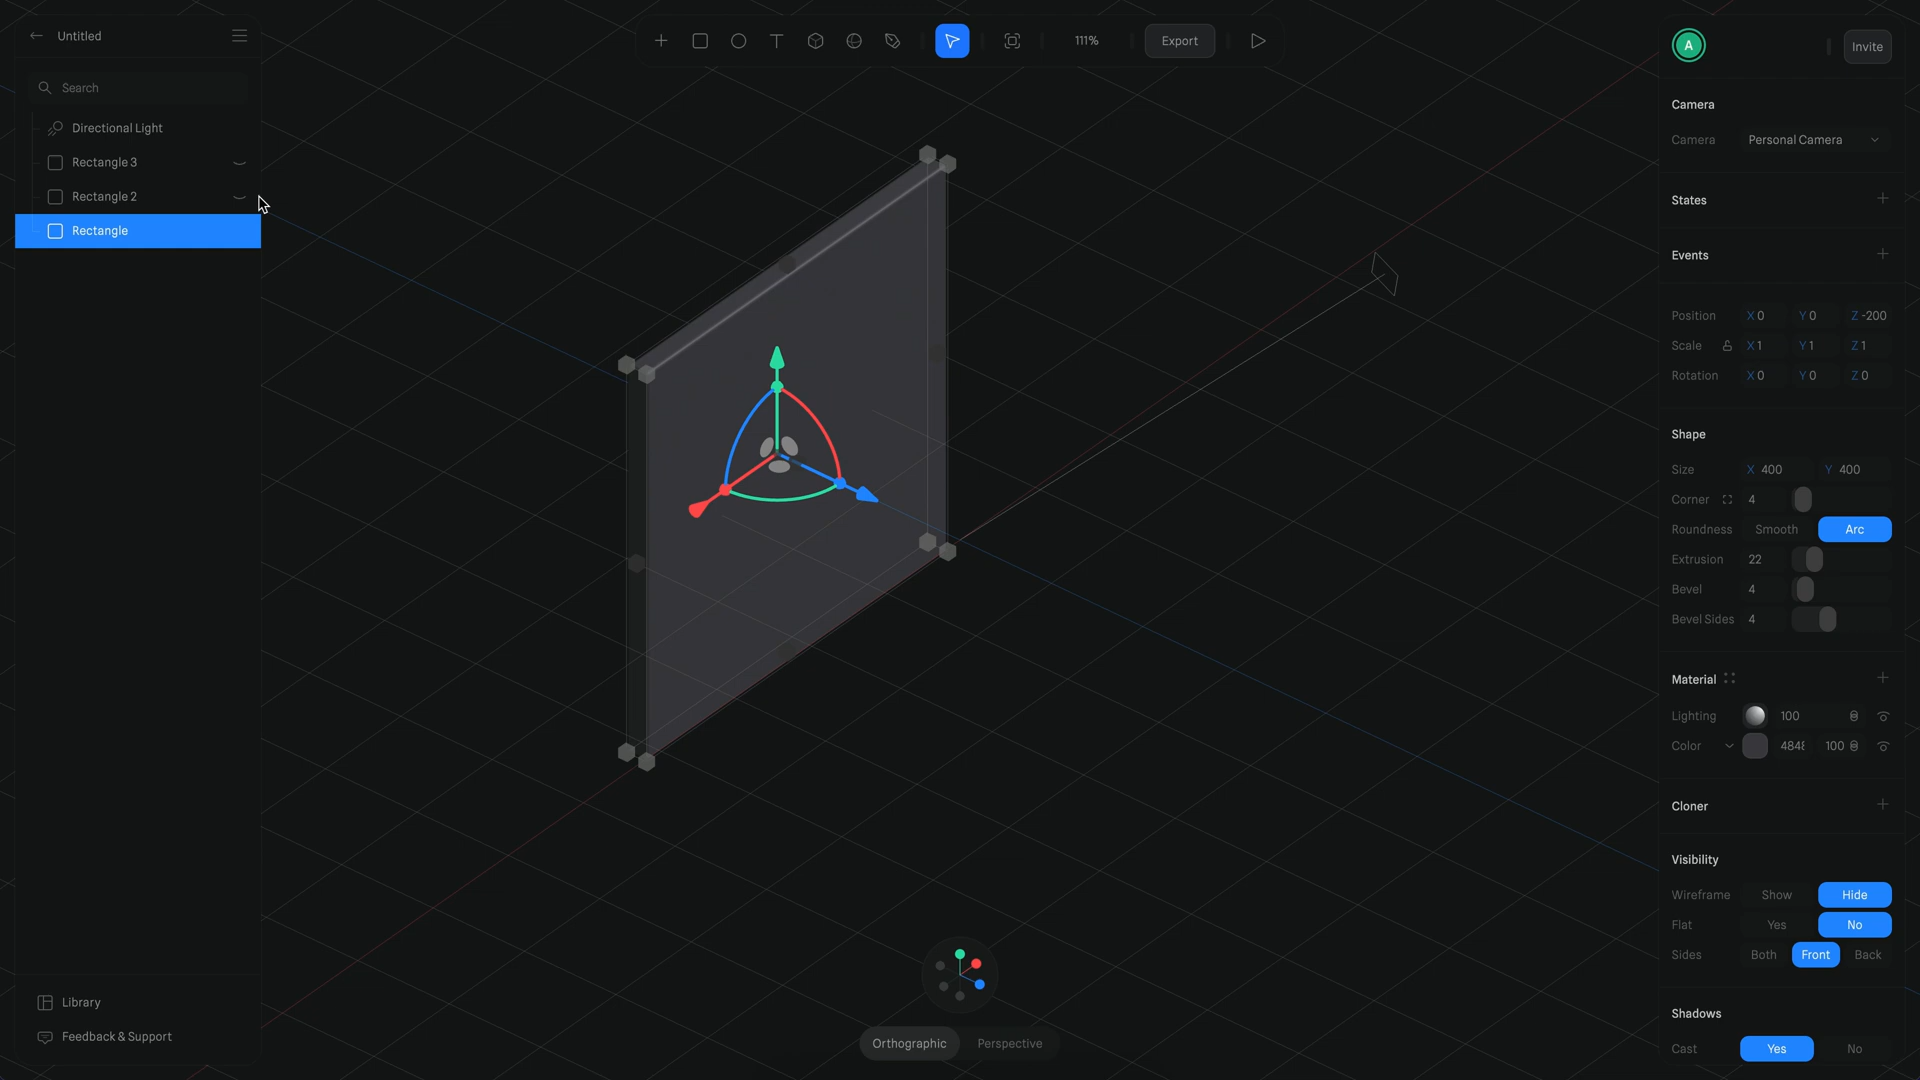 Untitled
111%
Export
A
Invite
Search
Directional Light
Rectangle 3
Rectangle 2
Rectangle
Library
Feedback & Support
Orthographic
Perspective
Camera
Camera Personal Camera
States
Events
Position X 0 Y 0 Z -200
Scale X 1 Y 1 Z 1
Rotation X 0 Y 0 Z 0
Shape
Size X 400 Y 400
Corner 4
Roundness Smooth Arc
Extrusion 22
Bevel 4
Bevel Sides 4
Material
Lighting 100
Color 484 100
Cloner
Visibility
Wireframe Show Hide
Flat Yes No
Sides Both Front Back
Shadows
Cast Yes No